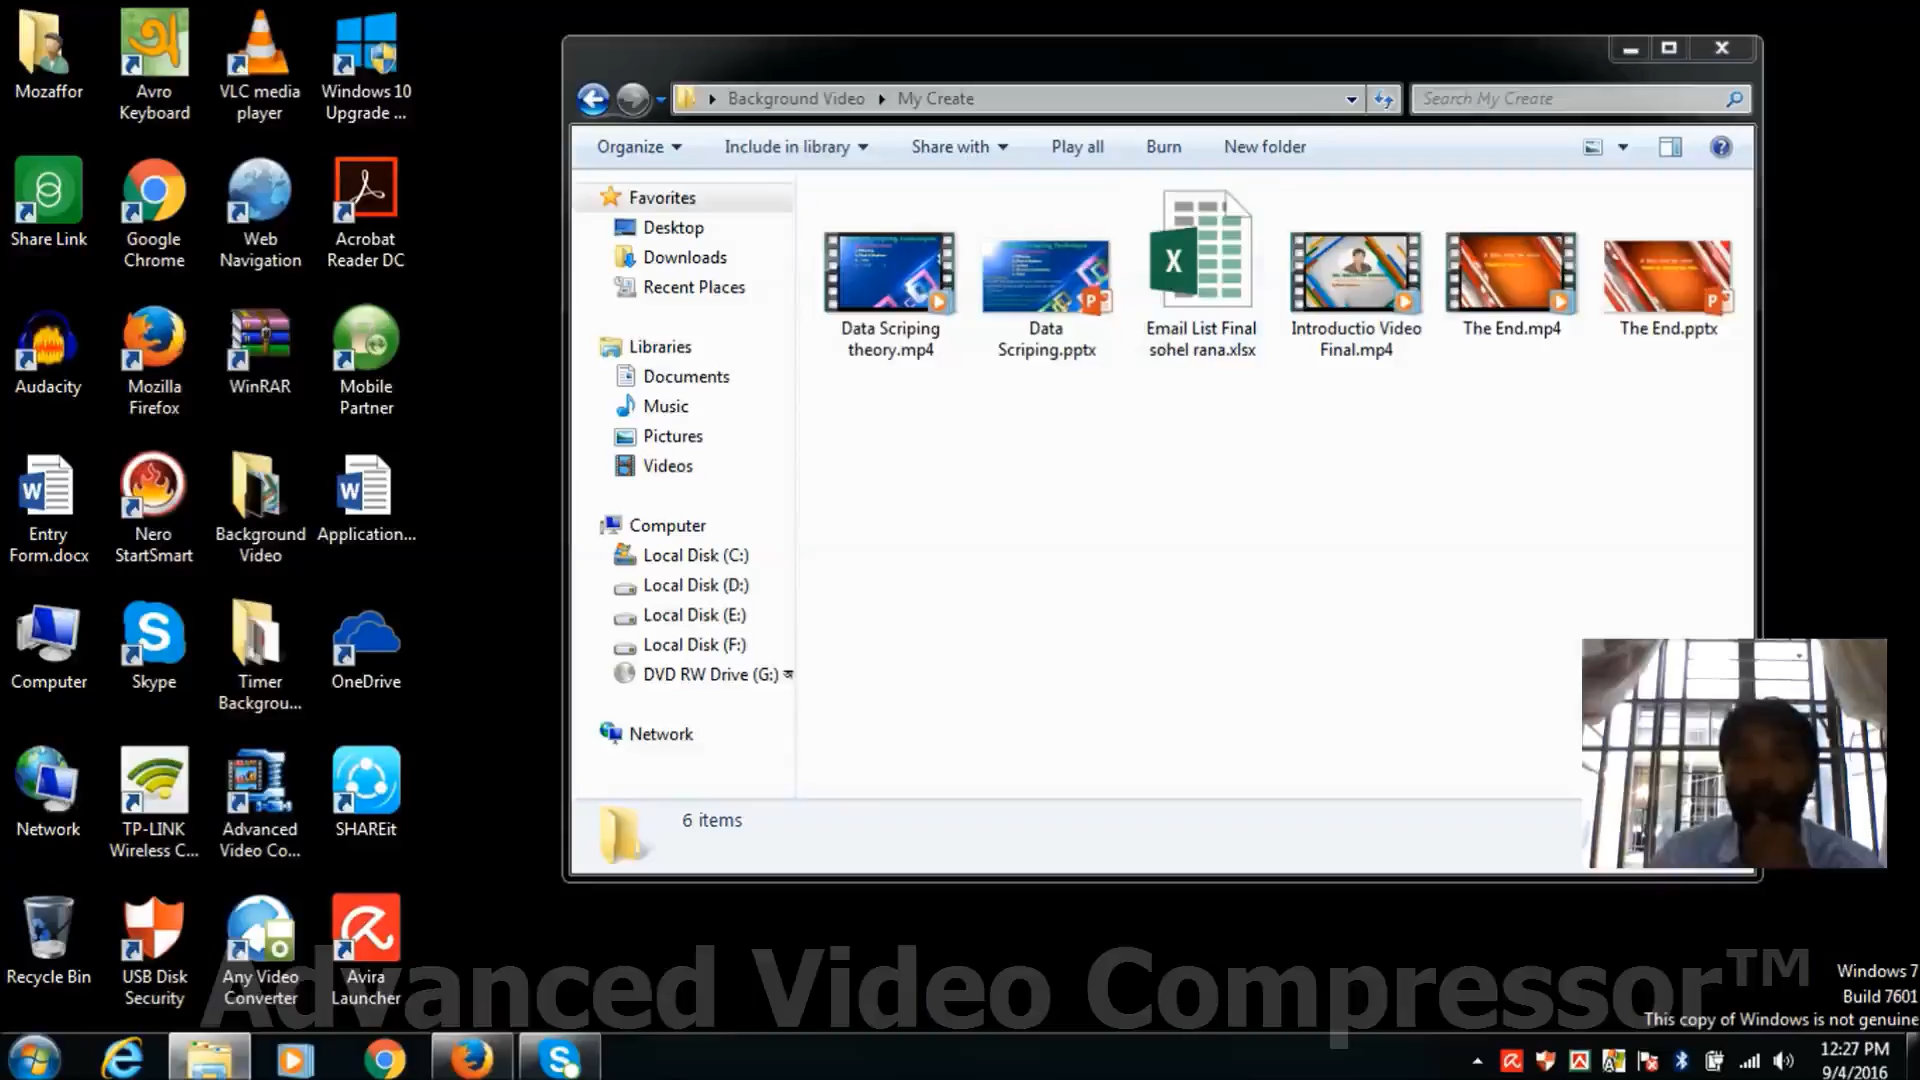 Mozaffor
Avro
Keyboard
VLC media
player
Windows 10
Upgrade ...
Share Link
Google
Chrome
Web
Navigation
Acrobat
Reader DC
Audacity
Mozilla
Firefox
WinRAR
Mobile
Partner
Entry
Form.docx
Nero
StartSmart
Background
Video
Application...
Computer
Skype
Timer
Backgrou...
OneDrive
Network
TP-LINK
Wireless C...
Advanced
Video Co...
SHAREit
Recycle Bin
USB Disk
Security
Any Video
Converter
Avira
Launcher
Background Video
My Create
Search My Create
Organize
Include in library
Share with
Play all
Burn
New folder
Favorites
Desktop
Downloads
Recent Places
Libraries
Documents
Music
Pictures
Videos
Computer
Local Disk (C:)
Local Disk (D:)
Local Disk (E:)
Local Disk (F:)
DVD RW Drive (G:)
Network
Data Scriping
theory.mp4
Data
Scriping.pptx
Email List Final
sohel rana.xlsx
Introductio Video
Final.mp4
The End.mp4
The End.pptx
6 items
Advanced Video Compressor™
Windows 7
Build 7601
This copy of Windows is not genuine
12:27 PM
9/4/2016